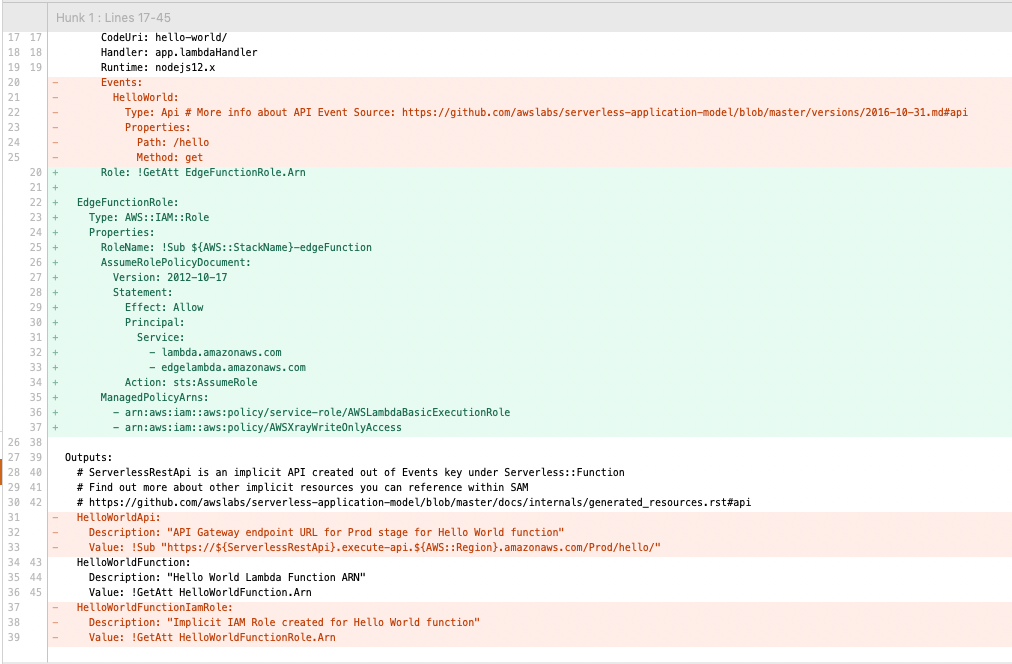 Hunk 1 : Lines 17-45
17 17 CodeUri: hello-world/
18 18 Handler: app.lambdaHandler
19 19 Runtime: nodejs12.x
20 - Events:
21 - HelloWorld:
22 - Type: Api # More info about API Event Source: https://github.com/awslabs/serverless-application-model/blob/master/versions/2016-10-31.md#api
23 - Properties:
24 - Path: /hello
25 - Method: get
20 + Role: !GetAtt EdgeFunctionRole.Arn
21 +
22 + EdgeFunctionRole:
23 + Type: AWS::IAM::Role
24 + Properties:
25 + RoleName: !Sub ${AWS::StackName}-edgeFunction
26 + AssumeRolePolicyDocument:
27 + Version: 2012-10-17
28 + Statement:
29 + Effect: Allow
30 + Principal:
31 + Service:
32 + - lambda.amazonaws.com
33 + - edgelambda.amazonaws.com
34 + Action: sts:AssumeRole
35 + ManagedPolicyArns:
36 + - arn:aws:iam::aws:policy/service-role/AWSLambdaBasicExecutionRole
37 + - arn:aws:iam::aws:policy/AWSXrayWriteOnlyAccess
26 38
27 39 Outputs:
28 40 # ServerlessRestApi is an implicit API created out of Events key under Serverless::Function
29 41 # Find out more about other implicit resources you can reference within SAM
30 42 # https://github.com/awslabs/serverless-application-model/blob/master/docs/internals/generated_resources.rst#api
31 - HelloWorldApi:
32 - Description: "API Gateway endpoint URL for Prod stage for Hello World function"
33 - Value: !Sub "https://${ServerlessRestApi}.execute-api.${AWS::Region}.amazonaws.com/Prod/hello/"
34 43 HelloWorldFunction:
35 44 Description: "Hello World Lambda Function ARN"
36 45 Value: !GetAtt HelloWorldFunction.Arn
37 - HelloWorldFunctionIamRole:
38 - Description: "Implicit IAM Role created for Hello World function"
39 - Value: !GetAtt HelloWorldFunctionRole.Arn